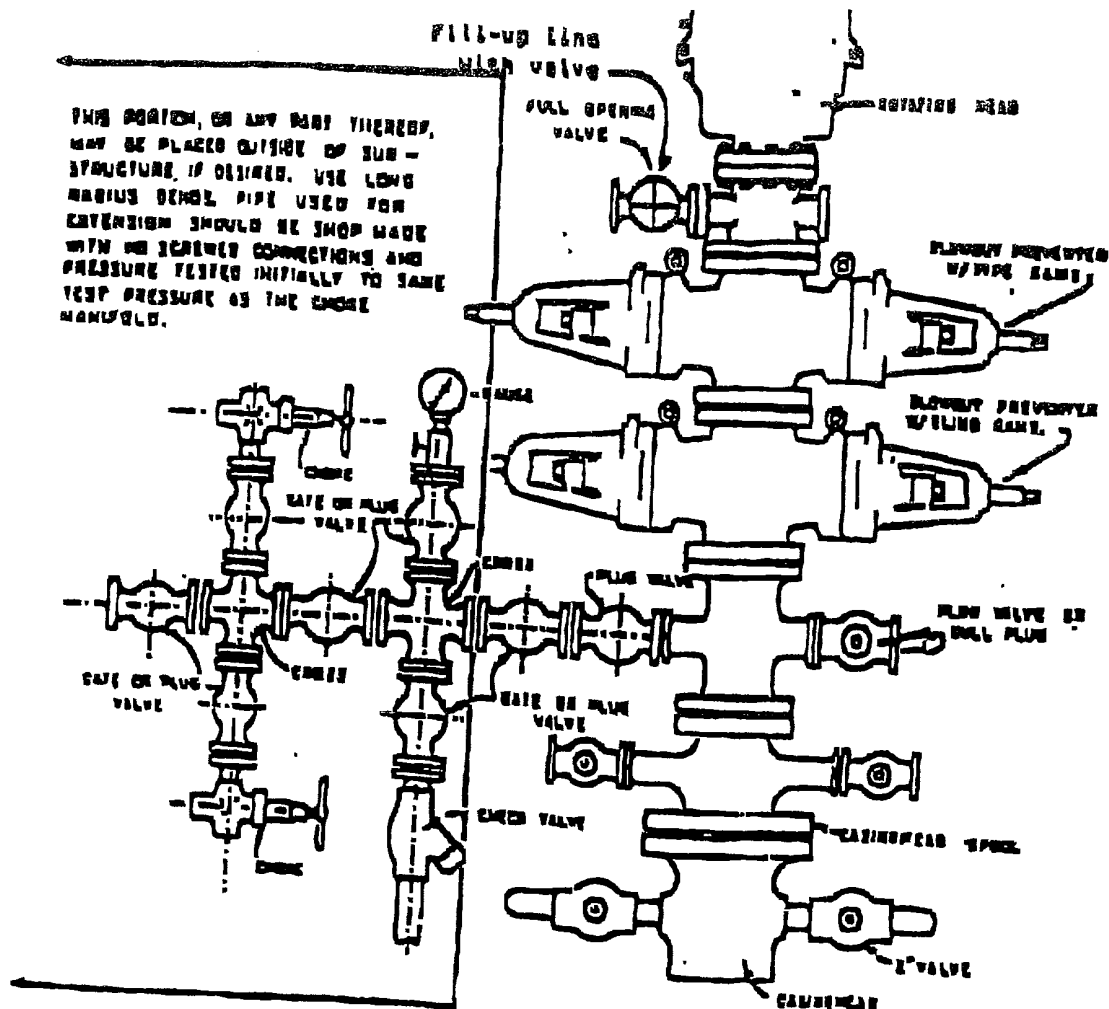 Fill-up Line
with valve
FULL OPENING
VALVE
ROTATING HEAD
THIS PORTION, OR ANY PART THEREOF,
MAY BE PLACED OUTSIDE OF SUB-
STRUCTURE, IF DESIRED. USE LONG
RADIUS BENDS. PIPE USED FOR
EXTENSION SHOULD BE SHOP MADE
WITH NO SCREWED CONNECTIONS AND
PRESSURE TESTED INITIALLY TO SAME
TEST PRESSURE AS THE CHOKE
MANIFOLD.
BLOWOUT PREVENTER
W/PIPE RAMS.
BLOWOUT PREVENTER
W/BLIND RAMS.
GAUGE
CHOKE
GATE OR PLUG
VALVE
CROSS
PLUG VALVE
PLUG VALVE OR
BULL PLUG
GATE OR PLUG
VALVE
CROSS
GATE OR PLUG
VALVE
CHECK VALVE
CASINGHEAD SPOOL
CHOKE
2" VALVE
CASINGHEAD